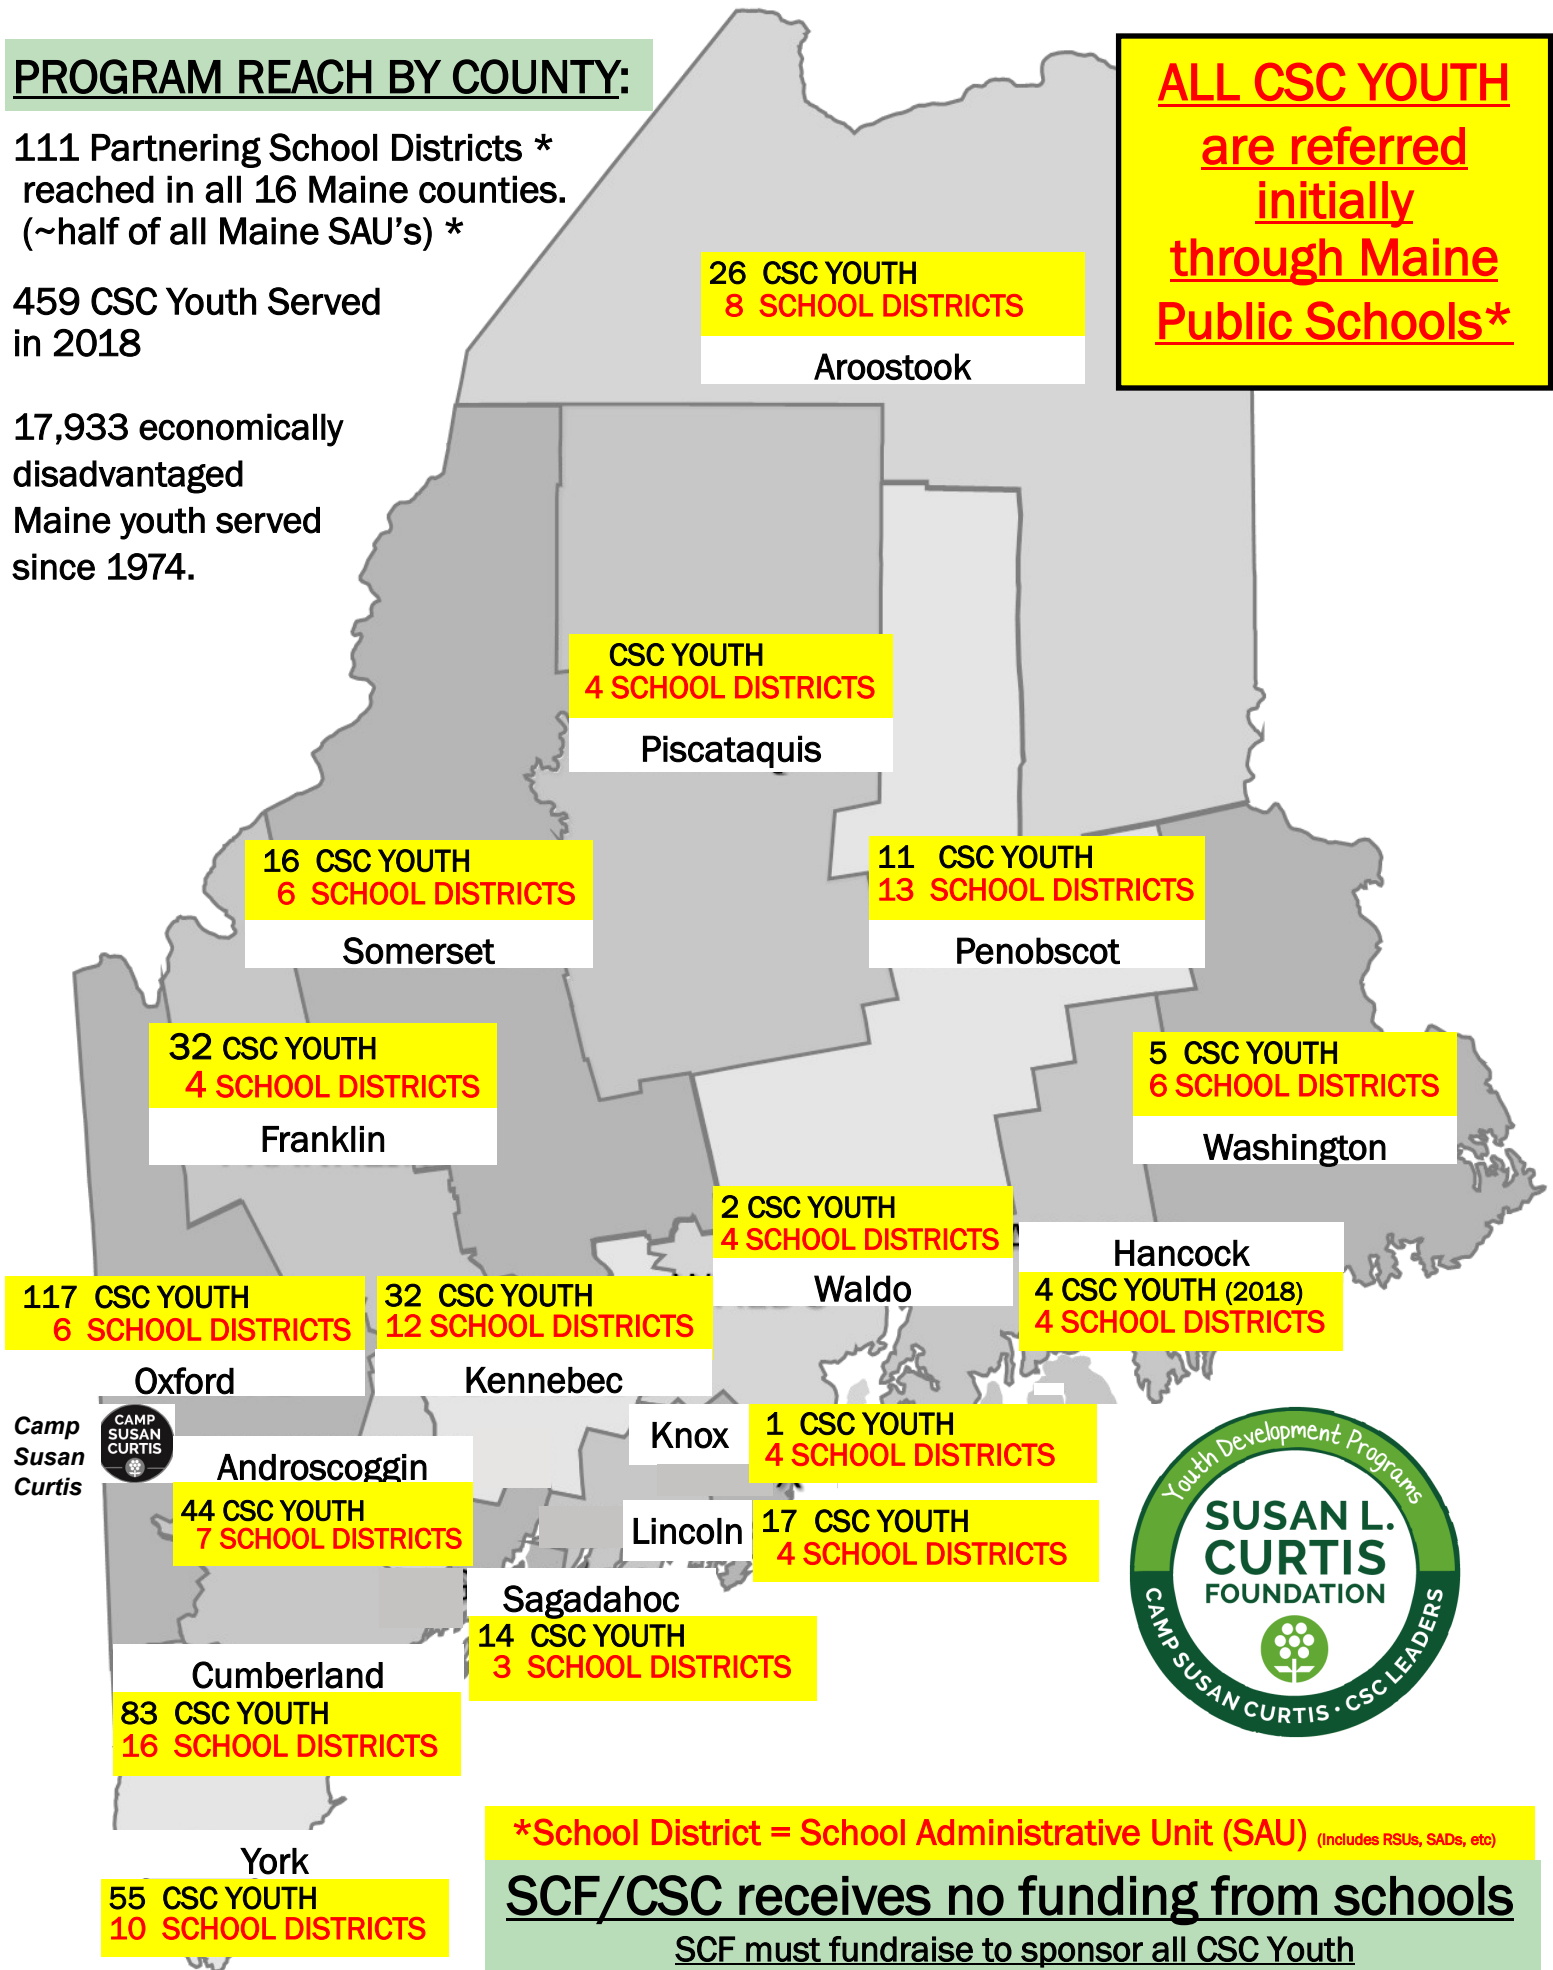 PROGRAM REACH BY COUNTY:
111 Partnering School Districts *
reached in all 16 Maine counties.
(~half of all Maine SAU's) *
459 CSC Youth Served
in 2018
17,933 economically
disadvantaged
Maine youth served
since 1974.
ALL CSC YOUTH
are referred
initially
through Maine
Public Schools*
26 CSC YOUTH
8 SCHOOL DISTRICTS
Aroostook
CSC YOUTH
4 SCHOOL DISTRICTS
Piscataquis
16 CSC YOUTH
6 SCHOOL DISTRICTS
Somerset
11 CSC YOUTH
13 SCHOOL DISTRICTS
Penobscot
32 CSC YOUTH
4 SCHOOL DISTRICTS
Franklin
5 CSC YOUTH
6 SCHOOL DISTRICTS
Washington
2 CSC YOUTH
4 SCHOOL DISTRICTS
Waldo
Hancock
4 CSC YOUTH (2018)
4 SCHOOL DISTRICTS
117 CSC YOUTH
6 SCHOOL DISTRICTS
Oxford
32 CSC YOUTH
12 SCHOOL DISTRICTS
Kennebec
Camp
Susan
Curtis
CAMP
SUSAN
CURTIS
Androscoggin
44 CSC YOUTH
7 SCHOOL DISTRICTS
Knox
1 CSC YOUTH
4 SCHOOL DISTRICTS
Lincoln
17 CSC YOUTH
4 SCHOOL DISTRICTS
Sagadahoc
14 CSC YOUTH
3 SCHOOL DISTRICTS
Cumberland
83 CSC YOUTH
16 SCHOOL DISTRICTS
York
55 CSC YOUTH
10 SCHOOL DISTRICTS
Youth Development Programs
SUSAN L.
CURTIS
FOUNDATION
CAMP SUSAN CURTIS • CSC LEADERS
*School District = School Administrative Unit (SAU) (Includes RSUs, SADs, etc)
SCF/CSC receives no funding from schools
SCF must fundraise to sponsor all CSC Youth